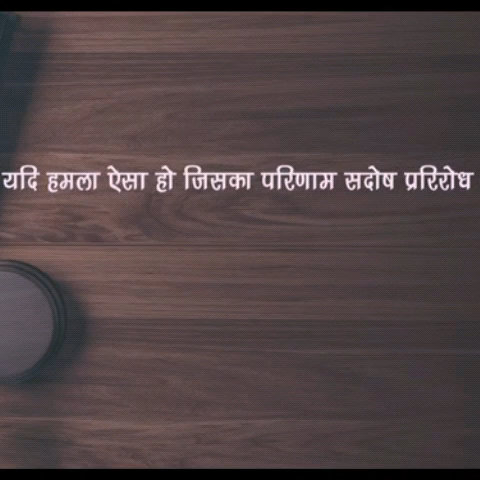 यदि हमला ऐसा हो जिसका परिणाम सदोष प्ररिरोध